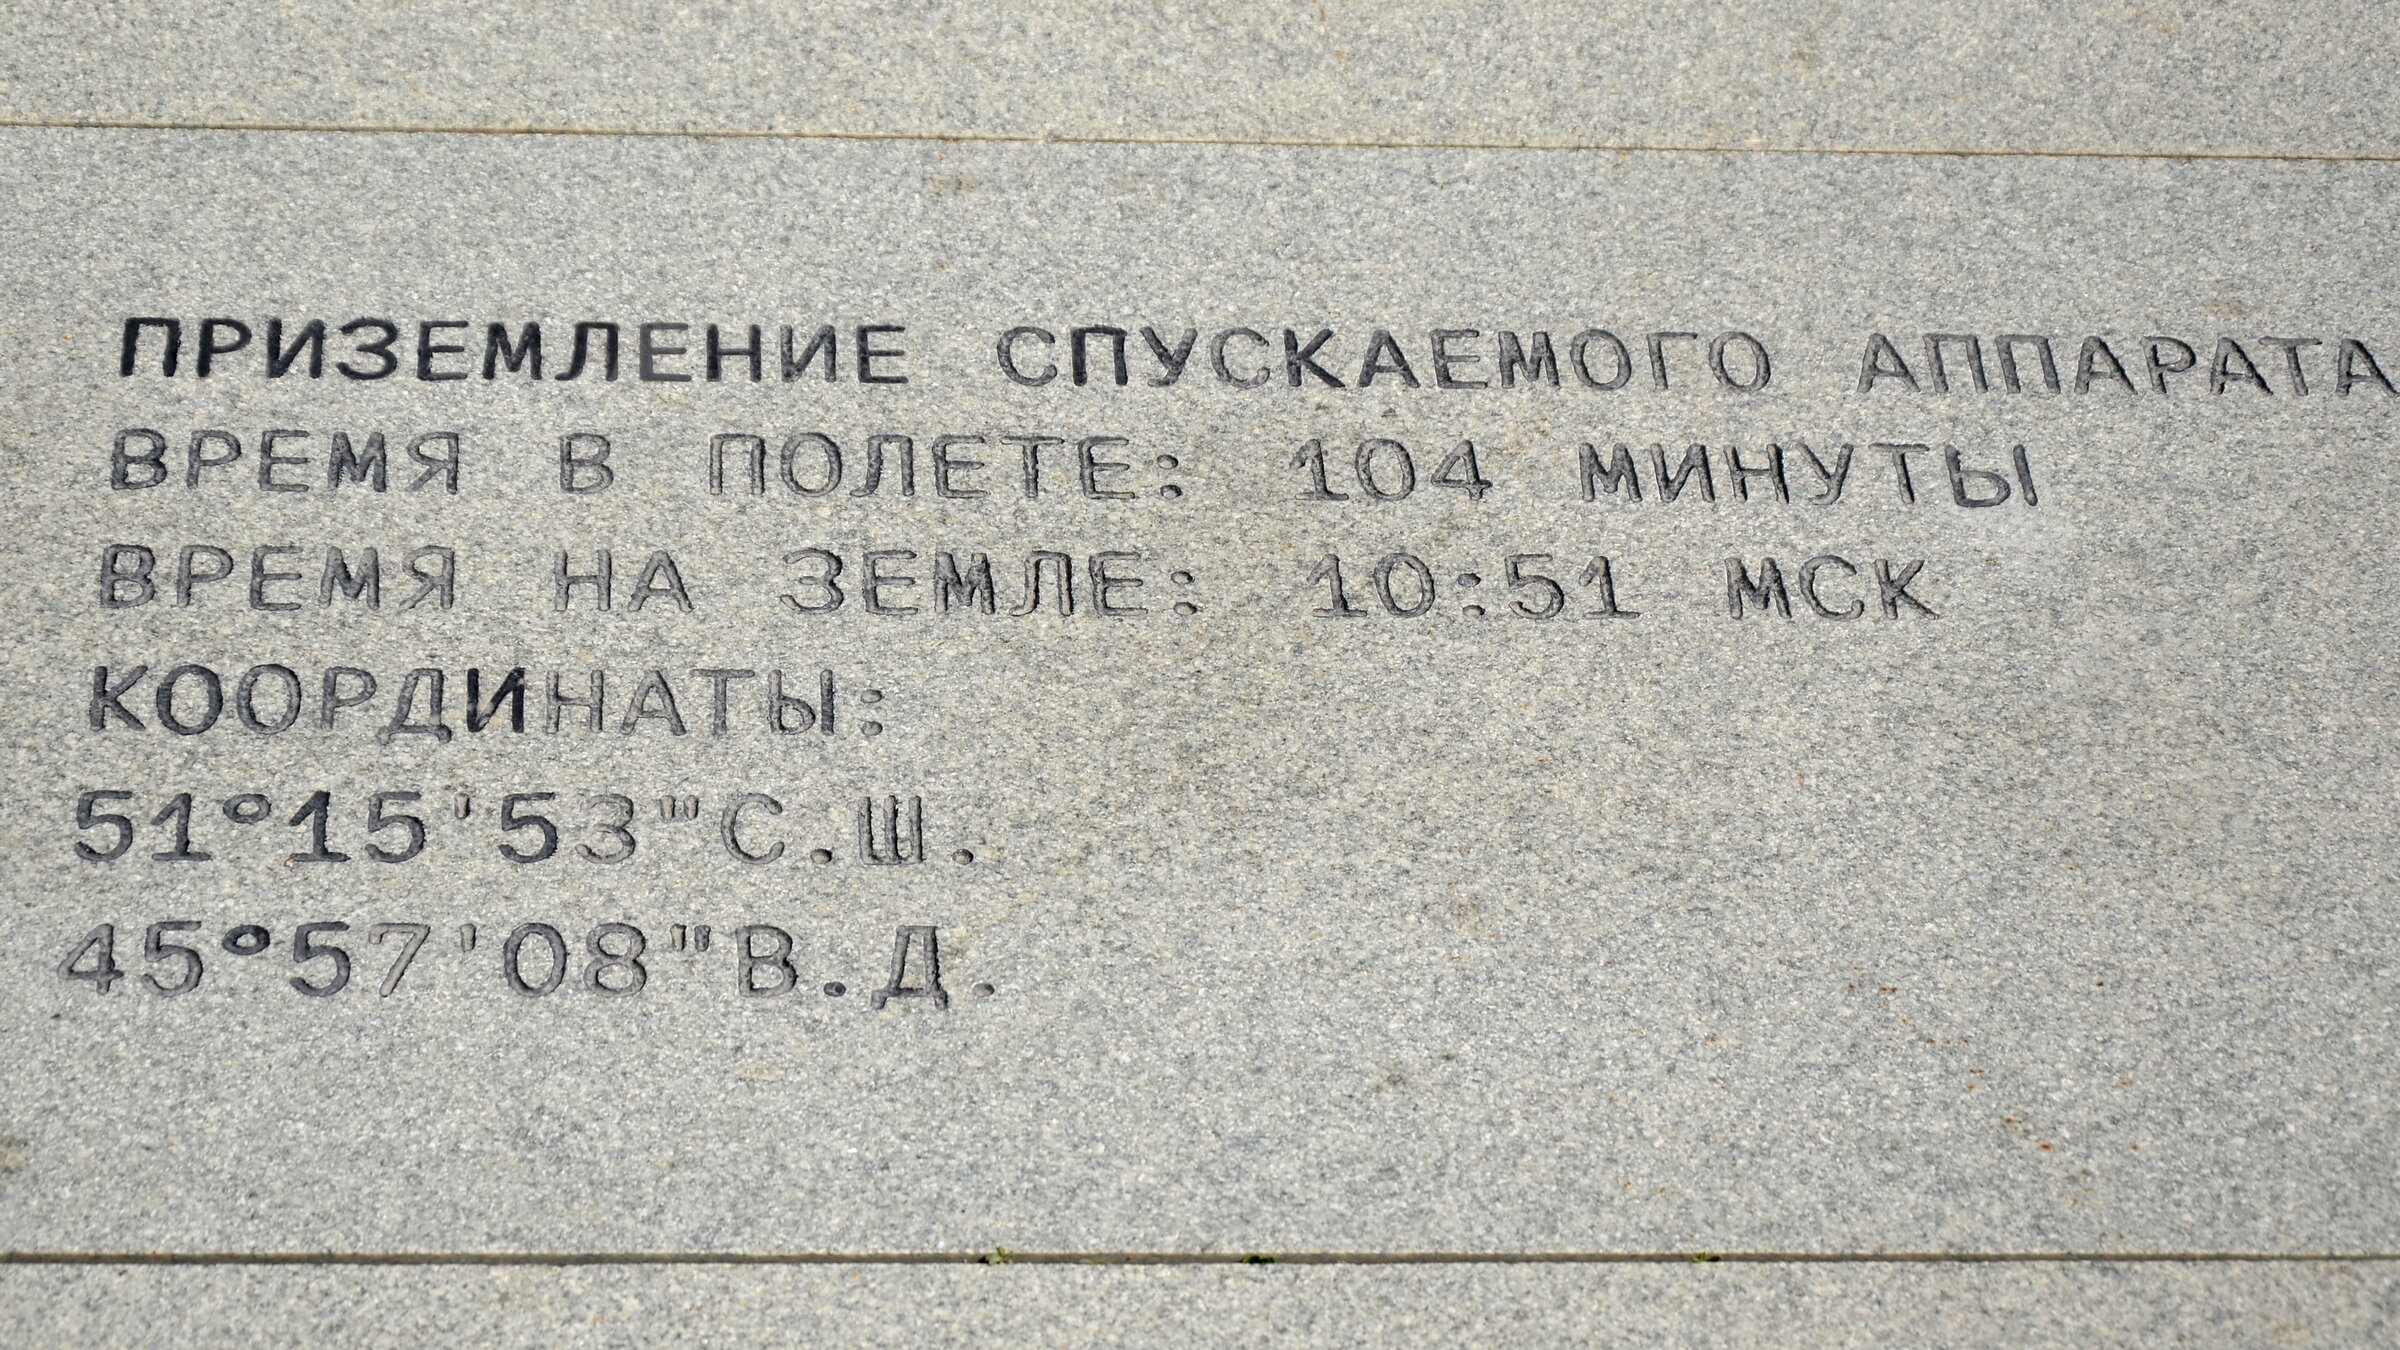 ПРИЗЕМЛЕНИЕ СПУСКАЕМОГО АППАРАТА
ВРЕМЯ В ПОЛЕТЕ: 104 МИНУТЫ
ВРЕМЯ НА ЗЕМЛЕ: 10:51 МСК
КООРДИНАТЫ:
51°15'53"С.Ш.
45°57'08"В.Д.